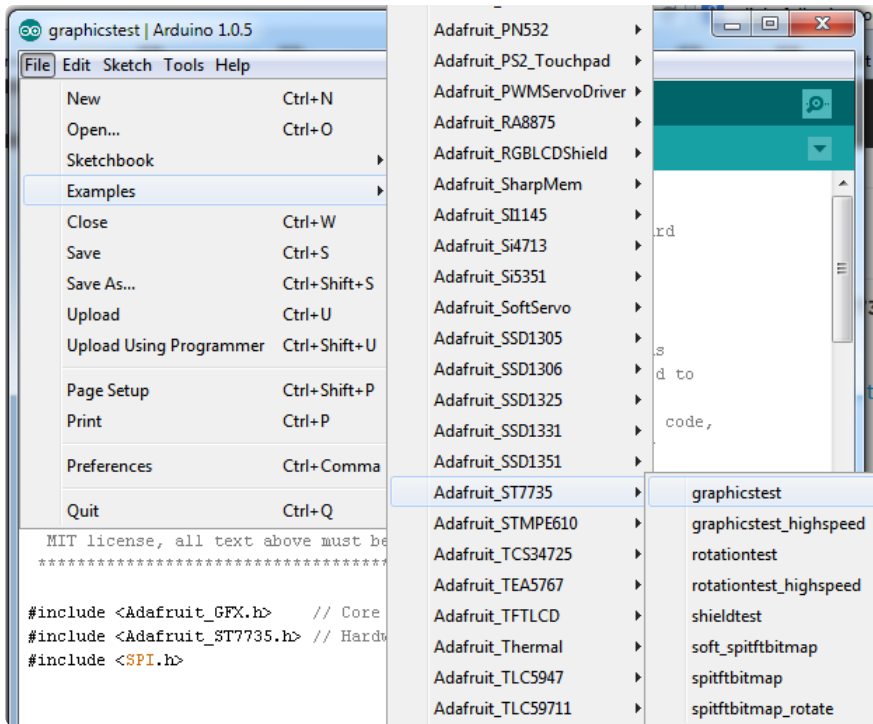 graphicstest | Arduino 1.0.5
File Edit Sketch Tools Help
New Ctrl+N
Open... Ctrl+O
Sketchbook
Examples
Close Ctrl+W
Save Ctrl+S
Save As... Ctrl+Shift+S
Upload Ctrl+U
Upload Using Programmer Ctrl+Shift+U
Page Setup Ctrl+Shift+P
Print Ctrl+P
Preferences Ctrl+Comma
Quit Ctrl+Q
Adafruit_PN532
Adafruit_PS2_Touchpad
Adafruit_PWMServoDriver
Adafruit_RA8875
Adafruit_RGBLCDShield
Adafruit_SharpMem
Adafruit_SI1145
Adafruit_Si4713
Adafruit_Si5351
Adafruit_SoftServo
Adafruit_SSD1305
Adafruit_SSD1306
Adafruit_SSD1325
Adafruit_SSD1331
Adafruit_SSD1351
Adafruit_ST7735
Adafruit_STMPE610
Adafruit_TCS34725
Adafruit_TEA5767
Adafruit_TFTLCD
Adafruit_Thermal
Adafruit_TLC5947
Adafruit_TLC59711
graphicstest
graphicstest_highspeed
rotationtest
rotationtest_highspeed
shieldtest
soft_spitftbitmap
spitftbitmap
spitftbitmap_rotate
rd
s
d to
code,
MIT license, all text above must be
**************************************
#include <Adafruit_GFX.h> // Core
#include <Adafruit_ST7735.h> // Hardw
#include <SPI.h>